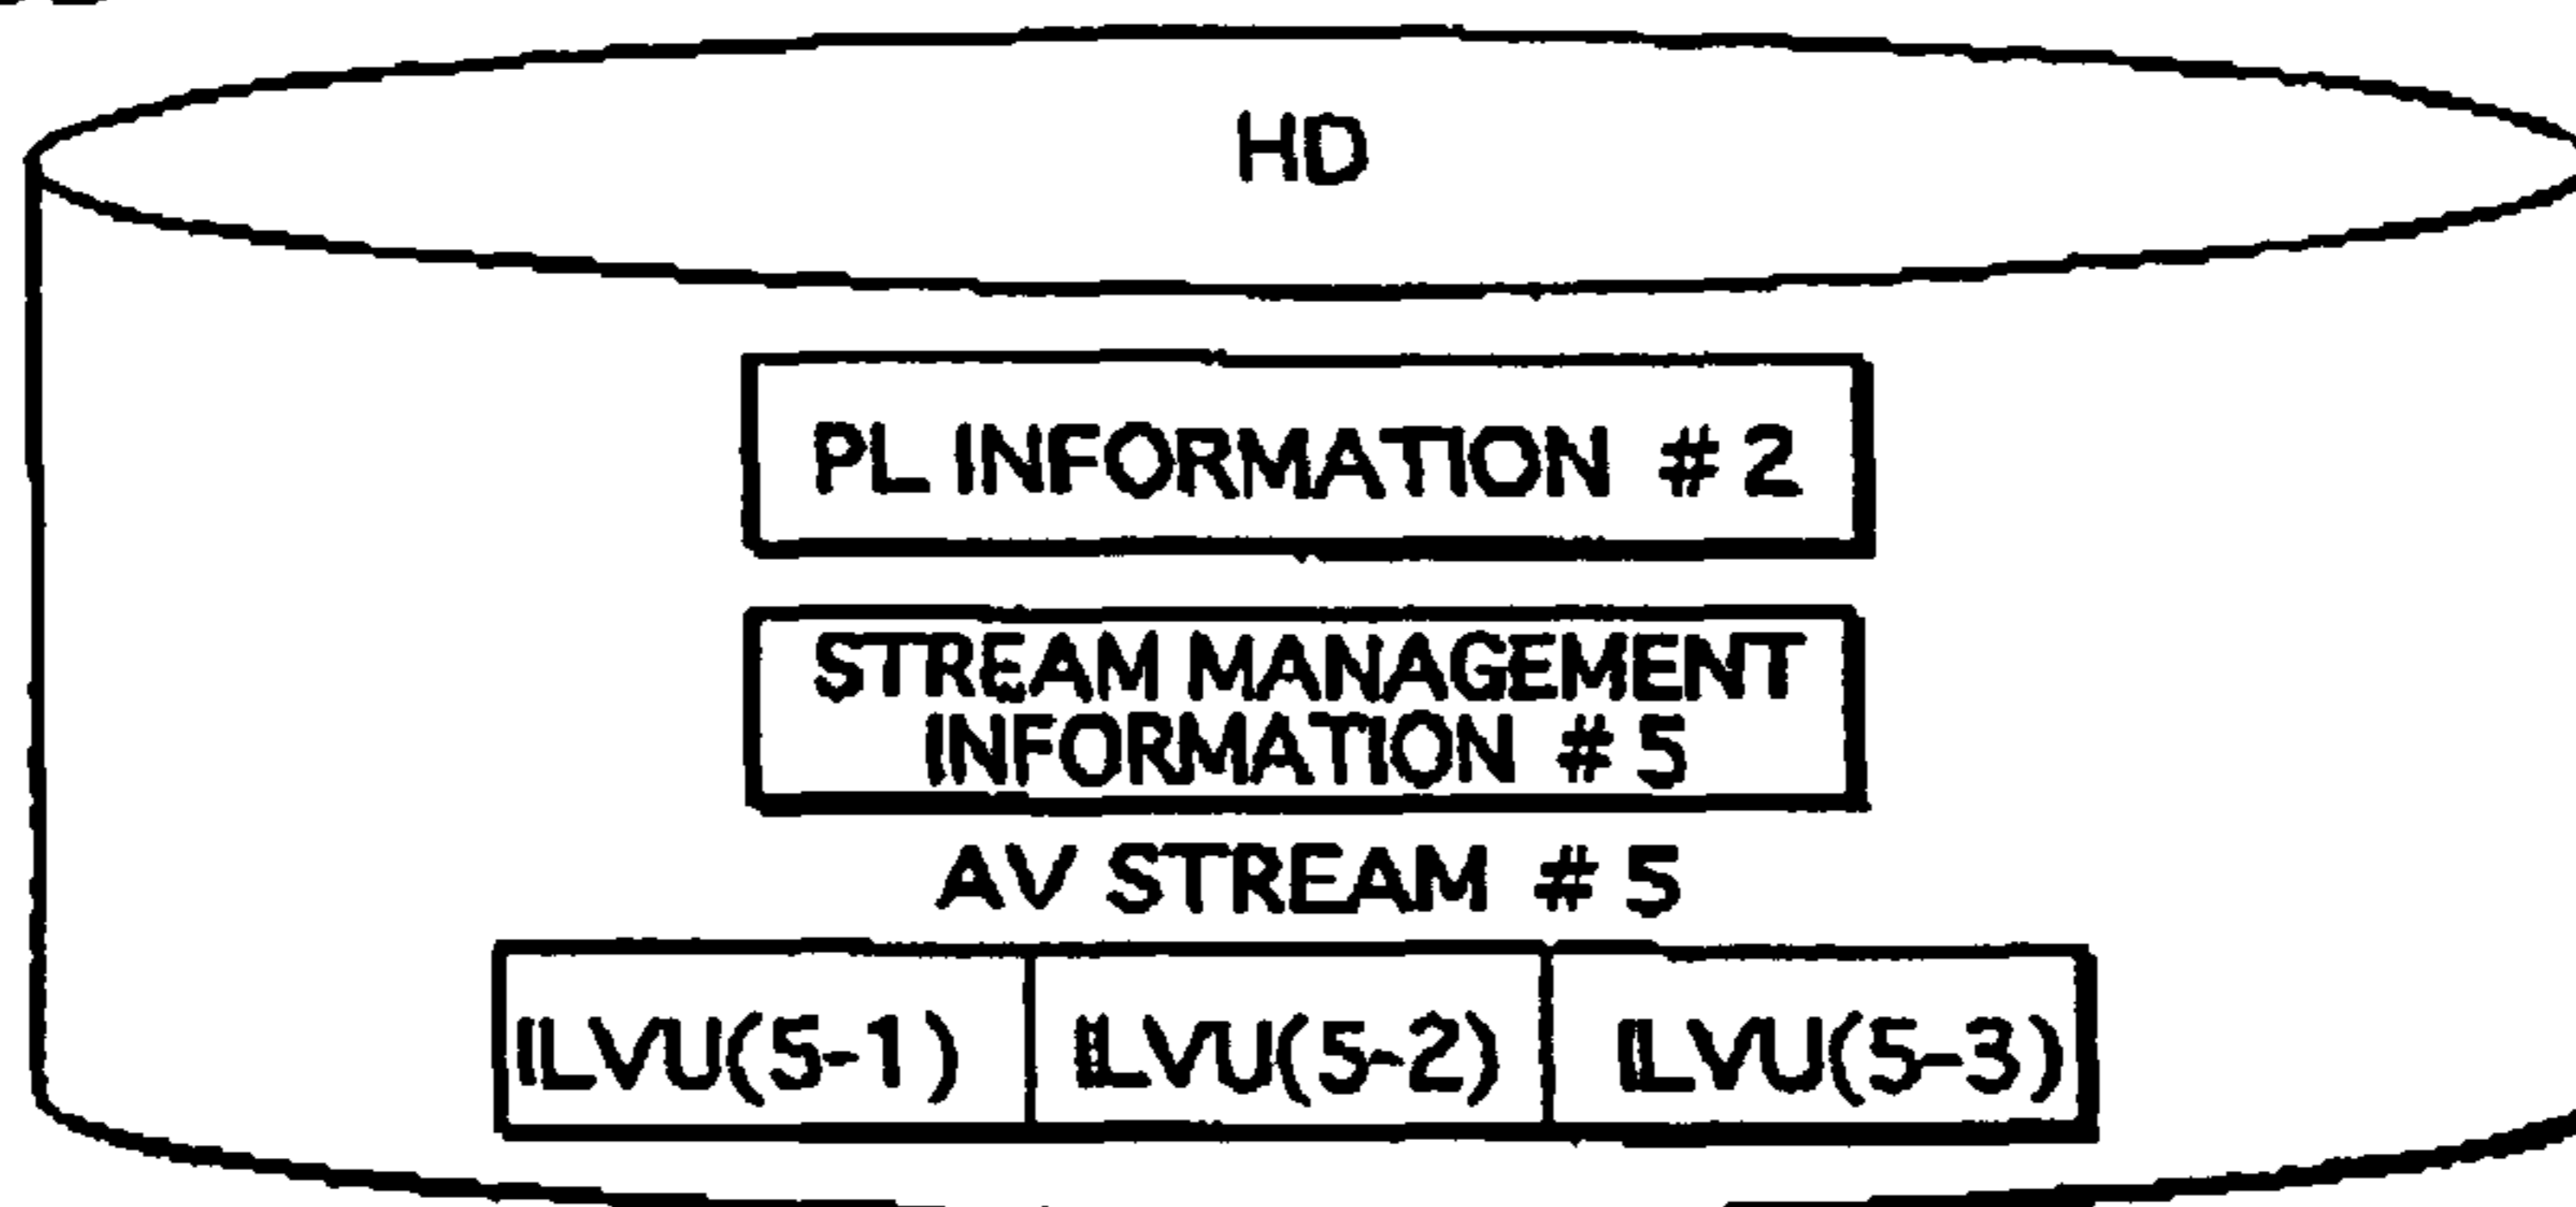 HD
PL INFORMATION # 2
STREAM MANAGEMENT
INFORMATION # 5
AV STREAM # 5
ILVU(5-1) ILVU(5-2) ILVU(5-3)